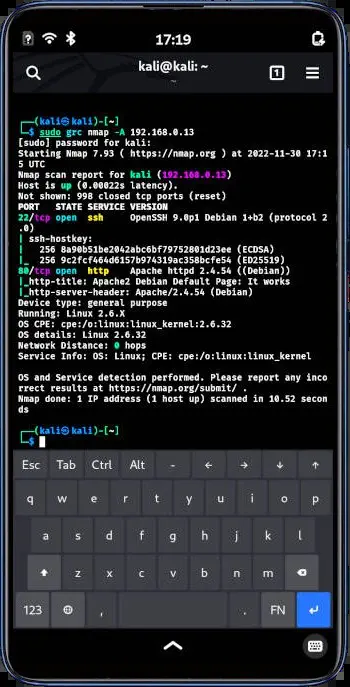 17:19
kali@kali: ~
~
1
┌──(kali㉿kali)-[~]
└─$ sudo grc nmap -A 192.168.0.13
[sudo] password for kali:
Starting Nmap 7.93 ( https://nmap.org ) at 2022-11-30 17:1
5 UTC
Nmap scan report for kali (192.168.0.13)
Host is up (0.00022s latency).
Not shown: 998 closed tcp ports (reset)
PORT   STATE SERVICE VERSION
22/tcp open  ssh     OpenSSH 9.0p1 Debian 1+b2 (protocol 2
.0)
| ssh-hostkey:
|   256 8a90b51be2042abc6bf79752801d23ee (ECDSA)
|_  256 9c2fcf464d6157b974319ac358bcfe54 (ED25519)
80/tcp open  http    Apache httpd 2.4.54 ((Debian))
|_http-title: Apache2 Debian Default Page: It works
|_http-server-header: Apache/2.4.54 (Debian)
Device type: general purpose
Running: Linux 2.6.X
OS CPE: cpe:/o:linux:linux_kernel:2.6.32
OS details: Linux 2.6.32
Network Distance: 0 hops
Service Info: OS: Linux; CPE: cpe:/o:linux:linux_kernel

OS and Service detection performed. Please report any inco
rrect results at https://nmap.org/submit/ .
Nmap done: 1 IP address (1 host up) scanned in 10.52 secon
ds

┌──(kali㉿kali)-[~]
└─$
Esc Tab Ctrl Alt - ← → ↓ ↑
q w e r t y u i o p
a s d f g h j k l
z x c v b n m
123 , . FN